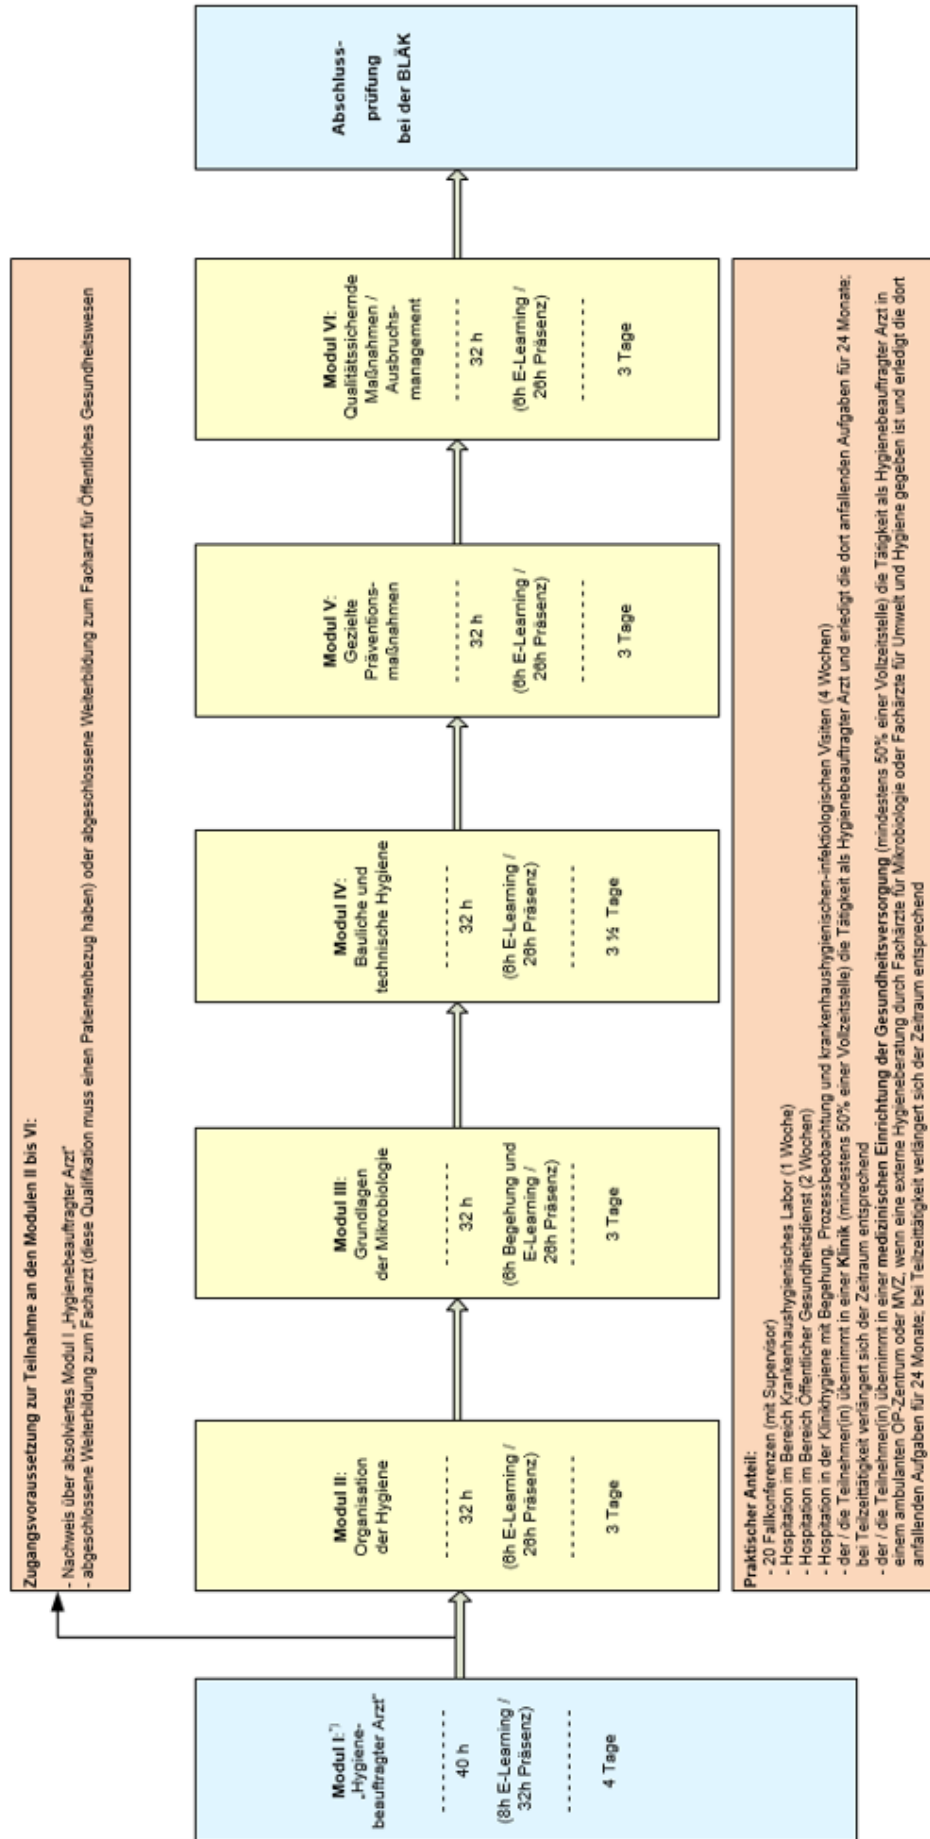 Zugangsvoraussetzung zur Teilnahme an den Modulen II bis VI:
- Nachweis über absolviertes Modul I „Hygienebeauftragter Arzt"
- abgeschlossene Weiterbildung zum Facharzt (diese Qualifikation muss einen Patientenbezug haben) oder abgeschlossene Weiterbildung zum Facharzt für Öffentliches Gesundheitswesen
Modul I:*)
„Hygiene-
beauftragter Arzt"
----------
40 h
(8h E-Learning /
32h Präsenz)
----------
4 Tage
Modul II:
Organisation
der Hygiene
----------
32 h
(6h E-Learning /
26h Präsenz)
----------
3 Tage
Modul III:
Grundlagen
der Mikrobiologie
----------
32 h
(6h Begehung und
E-Learning /
26h Präsenz)
----------
3 Tage
Modul IV:
Bauliche und
technische Hygiene
----------
32 h
(6h E-Learning /
26h Präsenz)
----------
3 ½ Tage
Modul V:
Gezielte
Präventions-
maßnahmen
----------
32 h
(6h E-Learning /
26h Präsenz)
----------
3 Tage
Modul VI:
Qualitätssichernde
Maßnahmen /
Ausbruchs-
management
----------
32 h
(6h E-Learning /
26h Präsenz)
----------
3 Tage
Abschluss-
prüfung
bei der BLÄK
Praktischer Anteil:
- 20 Fallkonferenzen (mit Supervisor)
- Hospitation im Bereich Krankenhaushygienisches Labor (1 Woche)
- Hospitation im Bereich Öffentlicher Gesundheitsdienst (2 Wochen)
- Hospitation in der Klinikhygiene mit Begehung, Prozessbeobachtung und krankenhaushygienischen-infektiologischen Visiten (4 Wochen)
- der / die Teilnehmer(in) übernimmt in einer Klinik (mindestens 50% einer Vollzeitstelle) die Tätigkeit als Hygienebeauftragter Arzt und erledigt die dort anfallenden Aufgaben für 24 Monate;
bei Teilzeittätigkeit verlängert sich der Zeitraum entsprechend
- der / die Teilnehmer(in) übernimmt in einer medizinischen Einrichtung der Gesundheitsversorgung (mindestens 50% einer Vollzeitstelle) die Tätigkeit als Hygienebeauftragter Arzt in
einem ambulanten OP-Zentrum oder MVZ, wenn eine externe Hygieneberatung durch Fachärzte für Mikrobiologie oder Fachärzte für Umwelt und Hygiene gegeben ist und erledigt die dort
anfallenden Aufgaben für 24 Monate; bei Teilzeittätigkeit verlängert sich der Zeitraum entsprechend